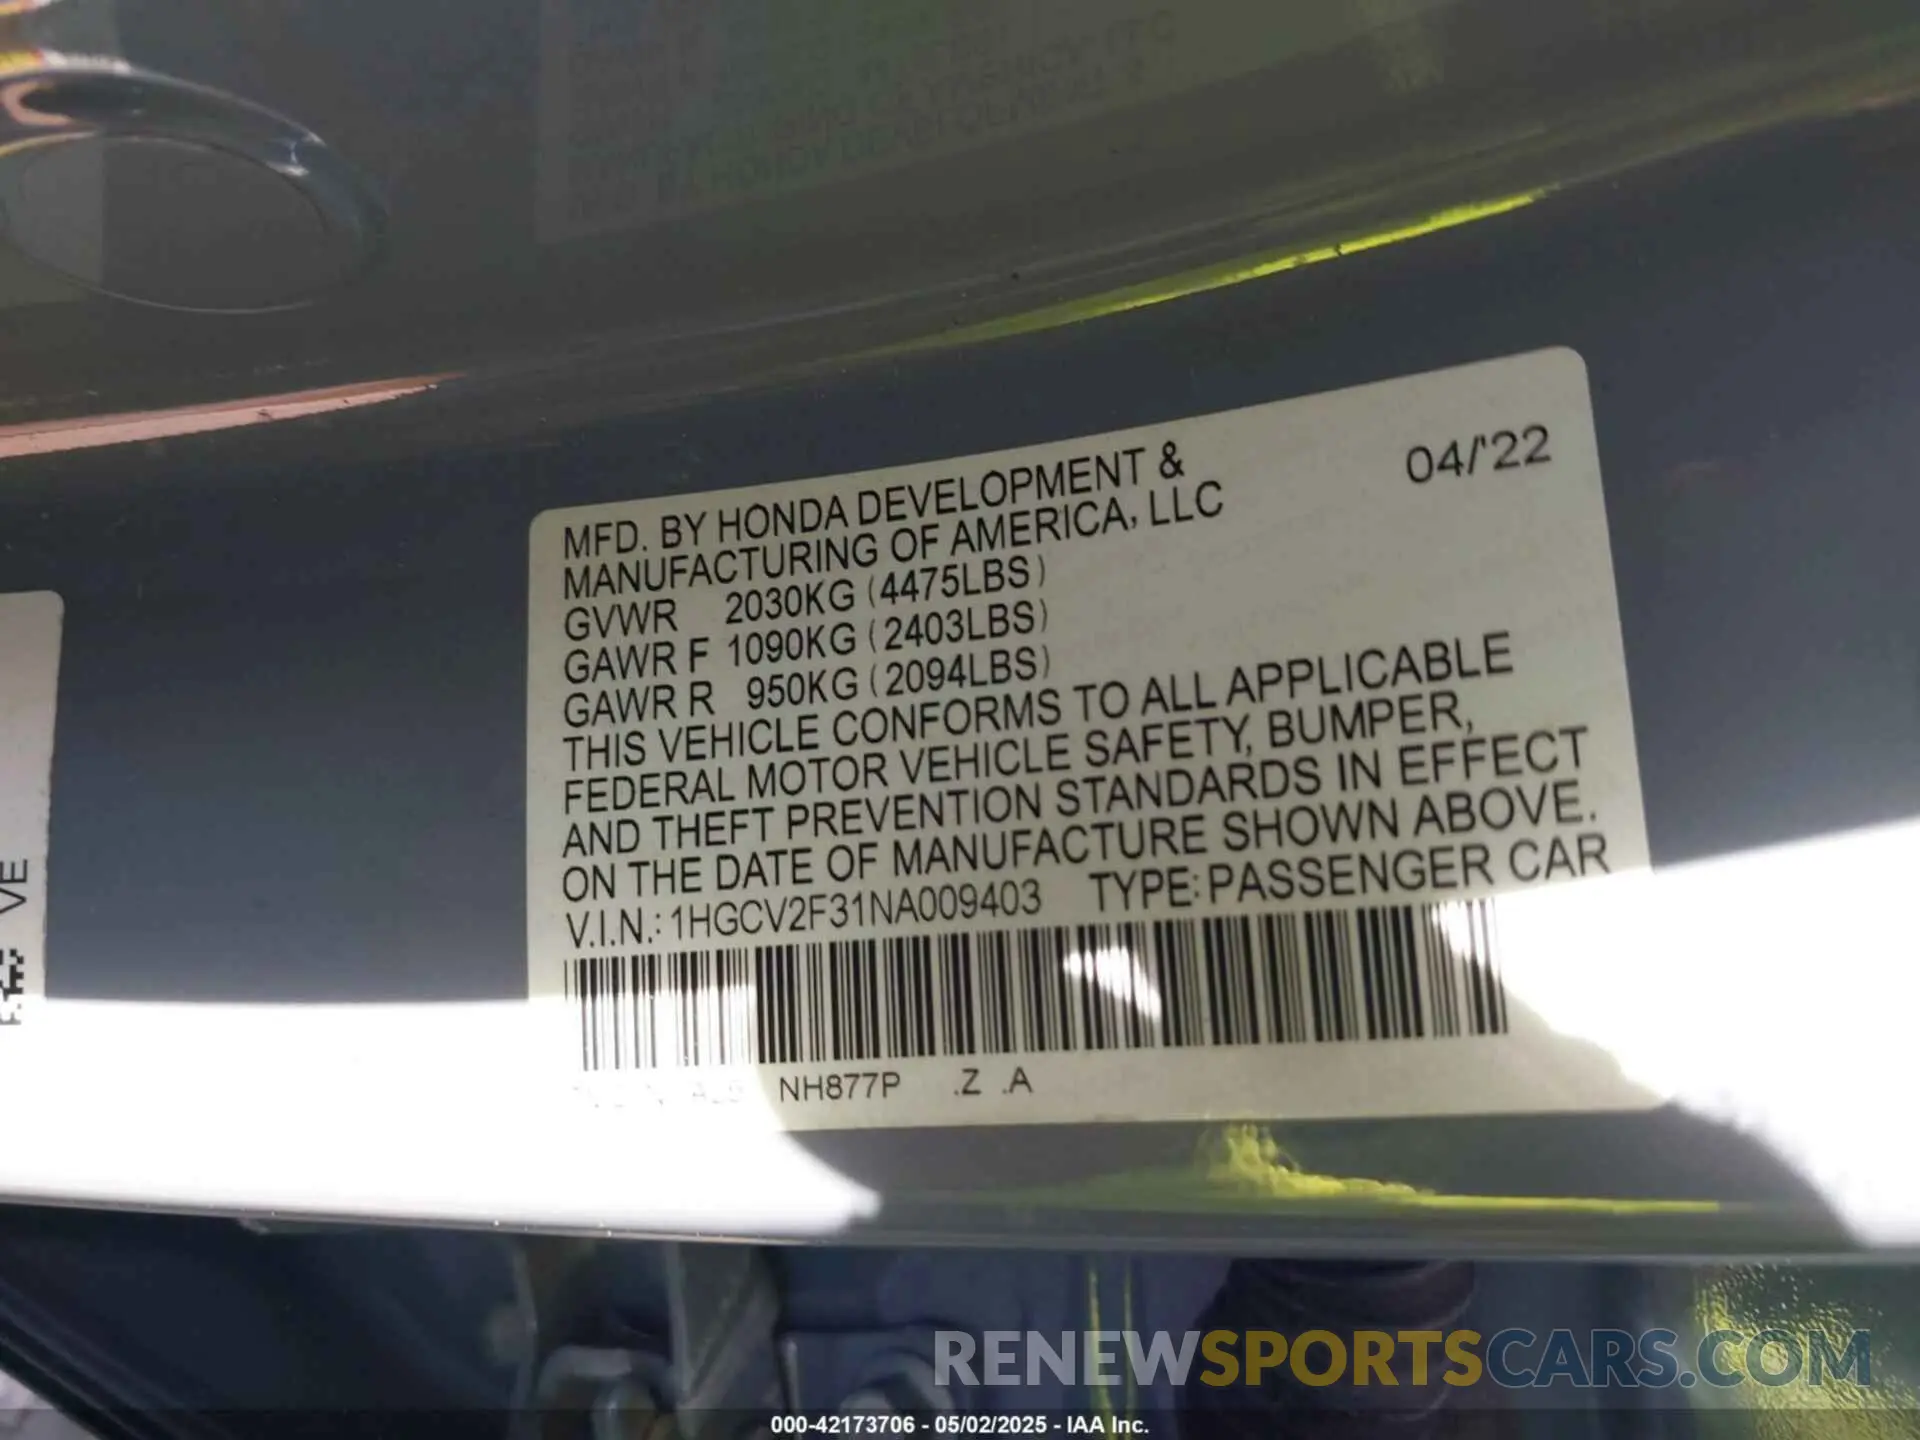 MFD. BY HONDA DEVELOPMENT &
MANUFACTURING OF AMERICA, LLC
04/'22
GVWR 2030KG (4475LBS)
GAWR F 1090KG (2403LBS)
GAWR R 950KG (2094LBS)
THIS VEHICLE CONFORMS TO ALL APPLICABLE
FEDERAL MOTOR VEHICLE SAFETY, BUMPER,
AND THEFT PREVENTION STANDARDS IN EFFECT
ON THE DATE OF MANUFACTURE SHOWN ABOVE.
V.I.N.: 1HGCV2F31NA009403 TYPE: PASSENGER CAR
NH877P .Z .A
VE
RENEWSPORTSCARS.COM
000-42173706 - 05/02/2025 - IAA Inc.